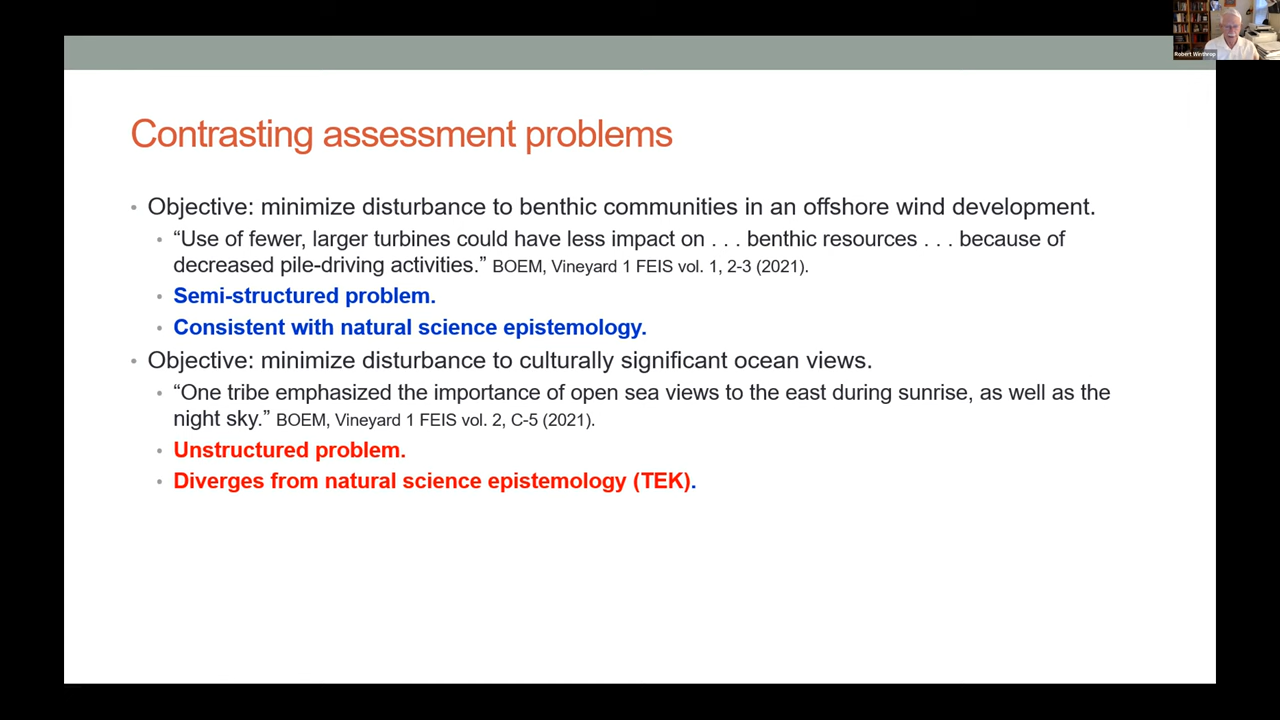 Robert Winthrop
Contrasting assessment problems
• Objective: minimize disturbance to benthic communities in an offshore wind development.
• “Use of fewer, larger turbines could have less impact on . . . benthic resources . . . because of
decreased pile-driving activities.” BOEM, Vineyard 1 FEIS vol. 1, 2-3 (2021).
• Semi-structured problem.
• Consistent with natural science epistemology.
• Objective: minimize disturbance to culturally significant ocean views.
• “One tribe emphasized the importance of open sea views to the east during sunrise, as well as the
night sky.” BOEM, Vineyard 1 FEIS vol. 2, C-5 (2021).
• Unstructured problem.
• Diverges from natural science epistemology (TEK).